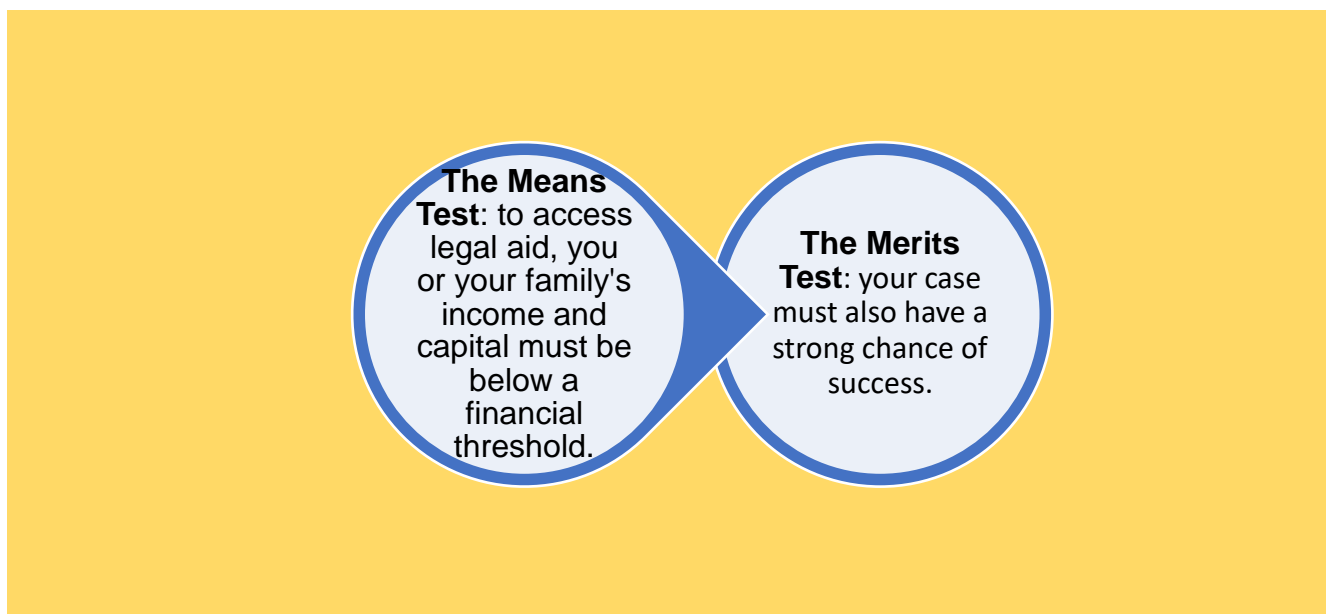 The Means
Test: to access
legal aid, you
or your family's
income and
capital must be
below a
financial
threshold.
The Merits
Test: your case
must also have a
strong chance of
success.